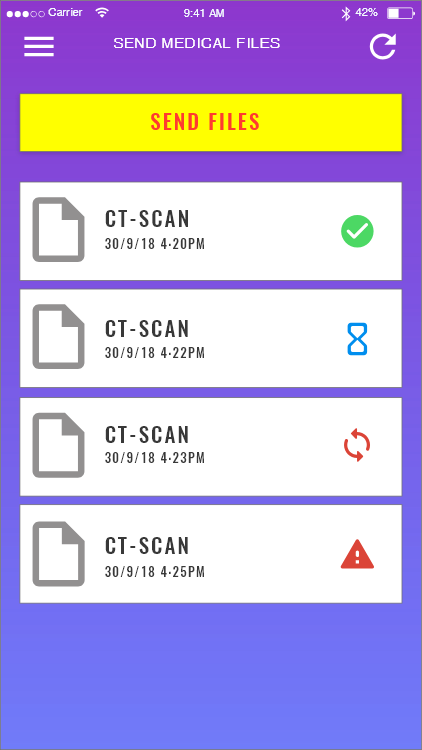 Carrier 9:41 AM 42%
SEND MEDICAL FILES
SEND FILES
CT-SCAN
30/9/18 4:20PM
CT-SCAN
30/9/18 4:22PM
CT-SCAN
30/9/18 4:23PM
CT-SCAN
30/9/18 4:25PM